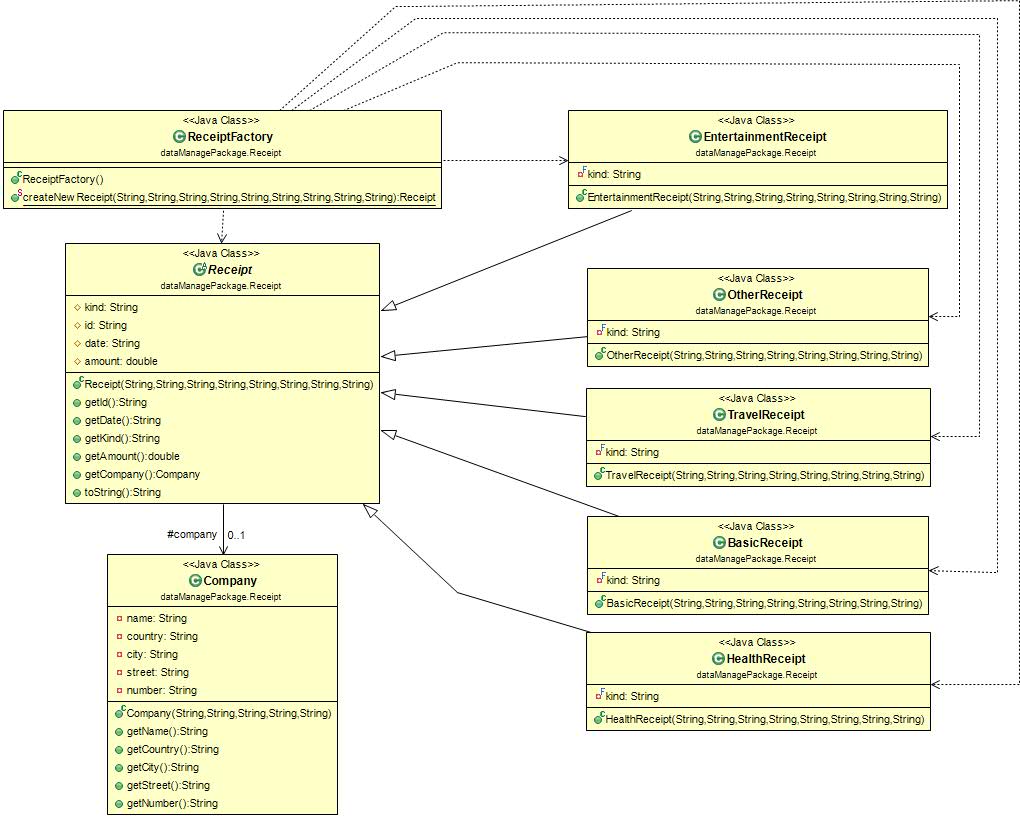 <<Java Class>>
ReceiptFactory
dataManagePackage.Receipt
ReceiptFactory()
createNewReceipt(String,String,String,String,String,String,String,String,String):Receipt
<<Java Class>>
EntertainmentReceipt
dataManagePackage.Receipt
kind: String
EntertainmentReceipt(String,String,String,String,String,String,String,String)
<<Java Class>>
Receipt
dataManagePackage.Receipt
kind: String
id: String
date: String
amount: double
Receipt(String,String,String,String,String,String,String,String)
getId():String
getDate():String
getKind():String
getAmount():double
getCompany():Company
toString():String
<<Java Class>>
OtherReceipt
dataManagePackage.Receipt
kind: String
OtherReceipt(String,String,String,String,String,String,String,String)
<<Java Class>>
TravelReceipt
dataManagePackage.Receipt
kind: String
TravelReceipt(String,String,String,String,String,String,String,String)
#company 0..1
<<Java Class>>
BasicReceipt
dataManagePackage.Receipt
kind: String
BasicReceipt(String,String,String,String,String,String,String,String)
<<Java Class>>
Company
dataManagePackage.Receipt
name: String
country: String
city: String
street: String
number: String
Company(String,String,String,String,String)
getName():String
getCountry():String
getCity():String
getStreet():String
getNumber():String
<<Java Class>>
HealthReceipt
dataManagePackage.Receipt
kind: String
HealthReceipt(String,String,String,String,String,String,String,String)